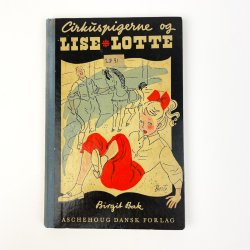 Cirkuspigerne og
LISE LOTTE
Birgit Bak
ASCHEHOUG DANSK FORLAG